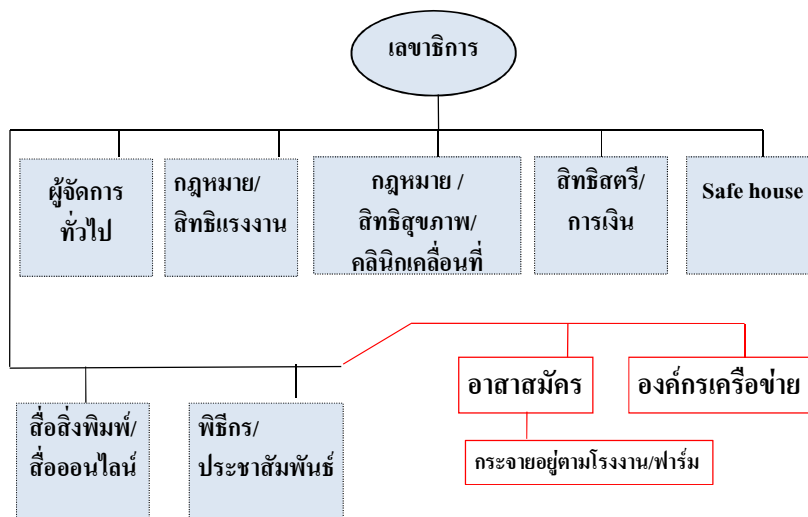 เลขาธิการ
ผู้จัดการ
ทั่วไป
กฎหมาย/
สิทธิแรงงาน
กฎหมาย /
สิทธิสุขภาพ/
คลินิกเคลื่อนที่
สิทธิสตรี/
การเงิน
Safe house
สื่อสิ่งพิมพ์/
สื่อออนไลน์
พิธีกร/
ประชาสัมพันธ์
อาสาสมัคร
องค์กรเครือข่าย
กระจายอยู่ตามโรงงาน/ฟาร์ม